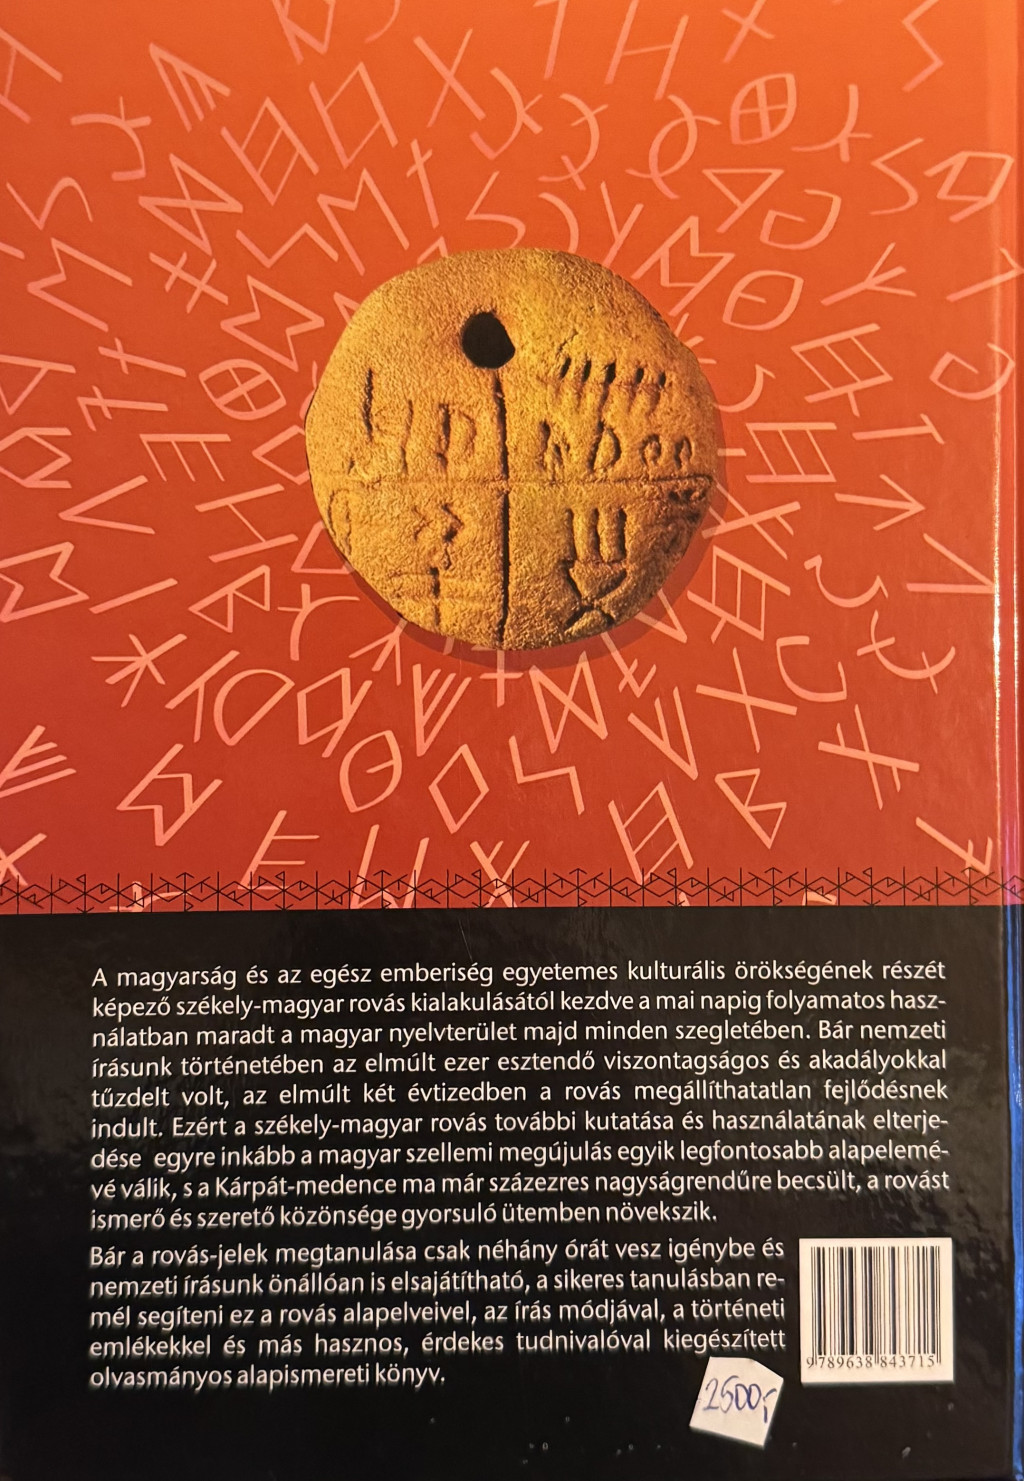 A magyarság és az egész emberiség egyetemes kulturális örökségének részét
képező székely-magyar rovás kialakulásától kezdve a mai napig folyamatos hasz-
nálatban maradt a magyar nyelvterület majd minden szegletében. Bár nemzeti
írásunk történetében az elmúlt ezer esztendő viszontagságos és akadályokkal
tűzdelt volt, az elmúlt két évtizedben a rovás megállíthatatlan fejlődésnek
indult. Ezért a székely-magyar rovás további kutatása és használatának elterje-
dése egyre inkább a magyar szellemi megújulás egyik legfontosabb alapelemé-
vé válik, s a Kárpát-medence ma már százezres nagyságrendűre becsült, a rovást
ismerő és szerető közönsége gyorsuló ütemben növekszik.
Bár a rovás-jelek megtanulása csak néhány órát vesz igénybe és
nemzeti írásunk önállóan is elsajátítható, a sikeres tanulásban re-
mél segíteni ez a rovás alapelveivel, az írás módjával, a történeti
emlékekkel és más hasznos, érdekes tudnivalóval kiegészített
olvasmányos alapismereti könyv.
9 789638 843715
2500,-